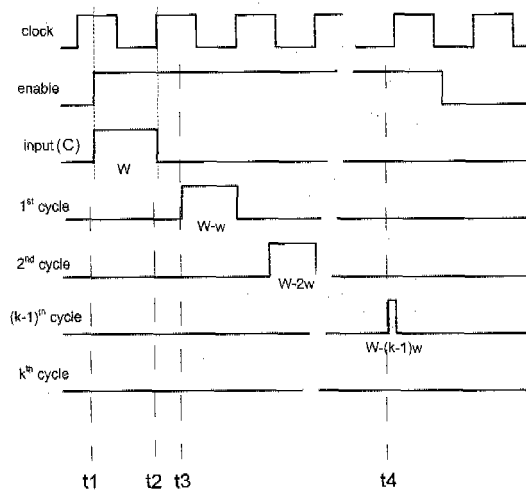 clock
enable
input (C)
W
1st cycle
W-w
2nd cycle
W-2w
(k-1)th cycle
W-(k-1)w
kth cycle
t1 t2 t3 t4